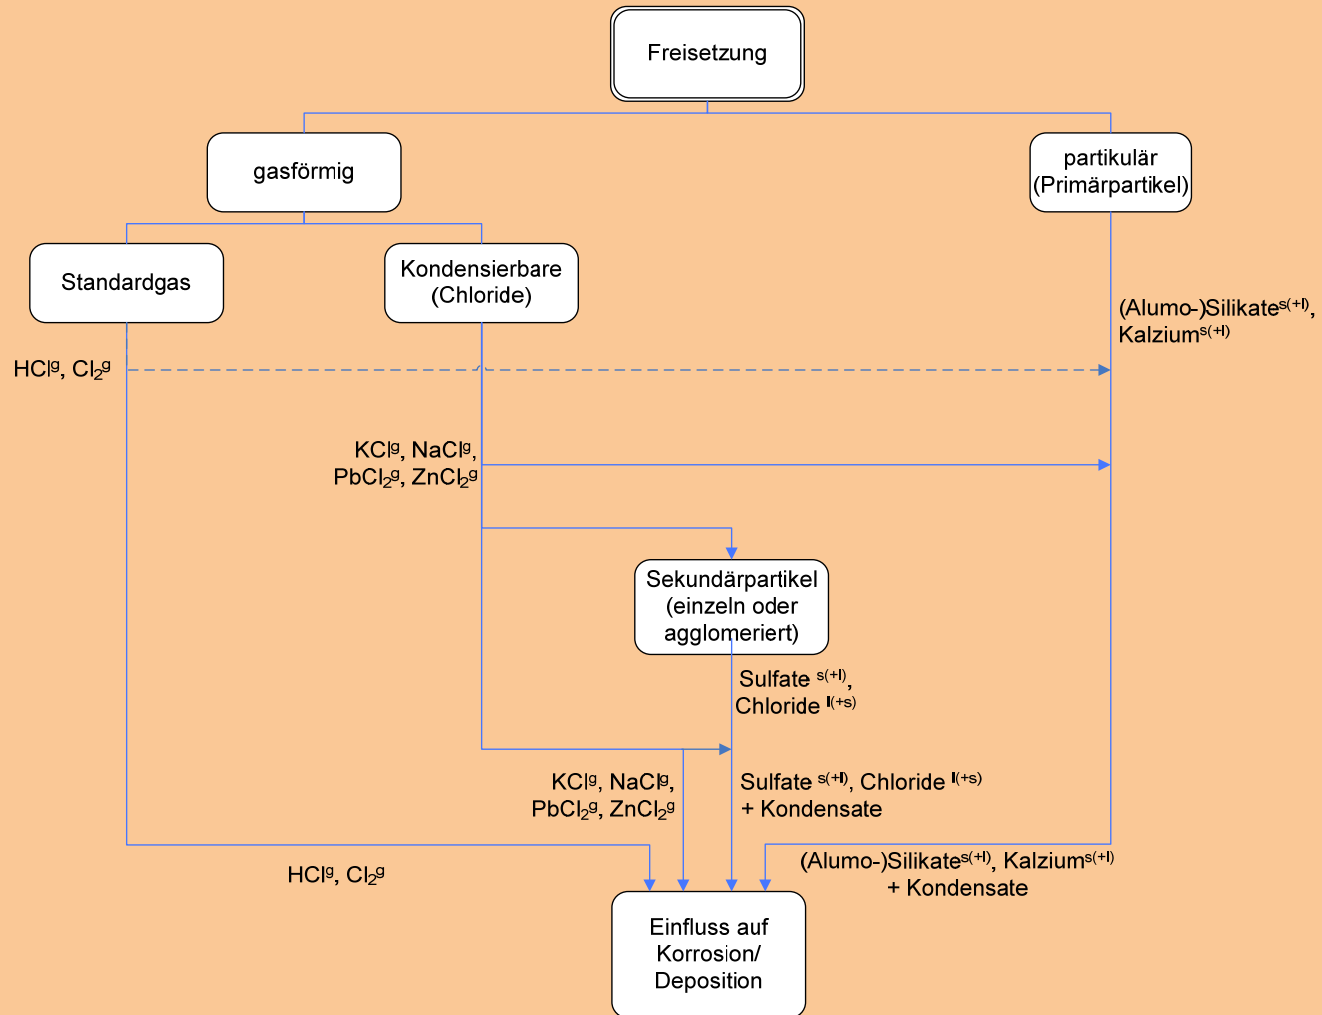 Freisetzung
gasförmig
partikulär
(Primärpartikel)
Standardgas
Kondensierbare
(Chloride)
(Alumo-)Silikate^s(+l),
Kalzium^s(+l)
HCl^g, Cl₂^g
KCl^g, NaCl^g,
PbCl₂^g, ZnCl₂^g
Sekundärpartikel
(einzeln oder
agglomeriert)
Sulfate ^s(+l),
Chloride ^l(+s)
KCl^g, NaCl^g,
PbCl₂^g, ZnCl₂^g
Sulfate ^s(+l), Chloride ^l(+s)
+ Kondensate
(Alumo-)Silikate^s(+l), Kalzium^s(+l)
+ Kondensate
HCl^g, Cl₂^g
Einfluss auf
Korrosion/
Deposition